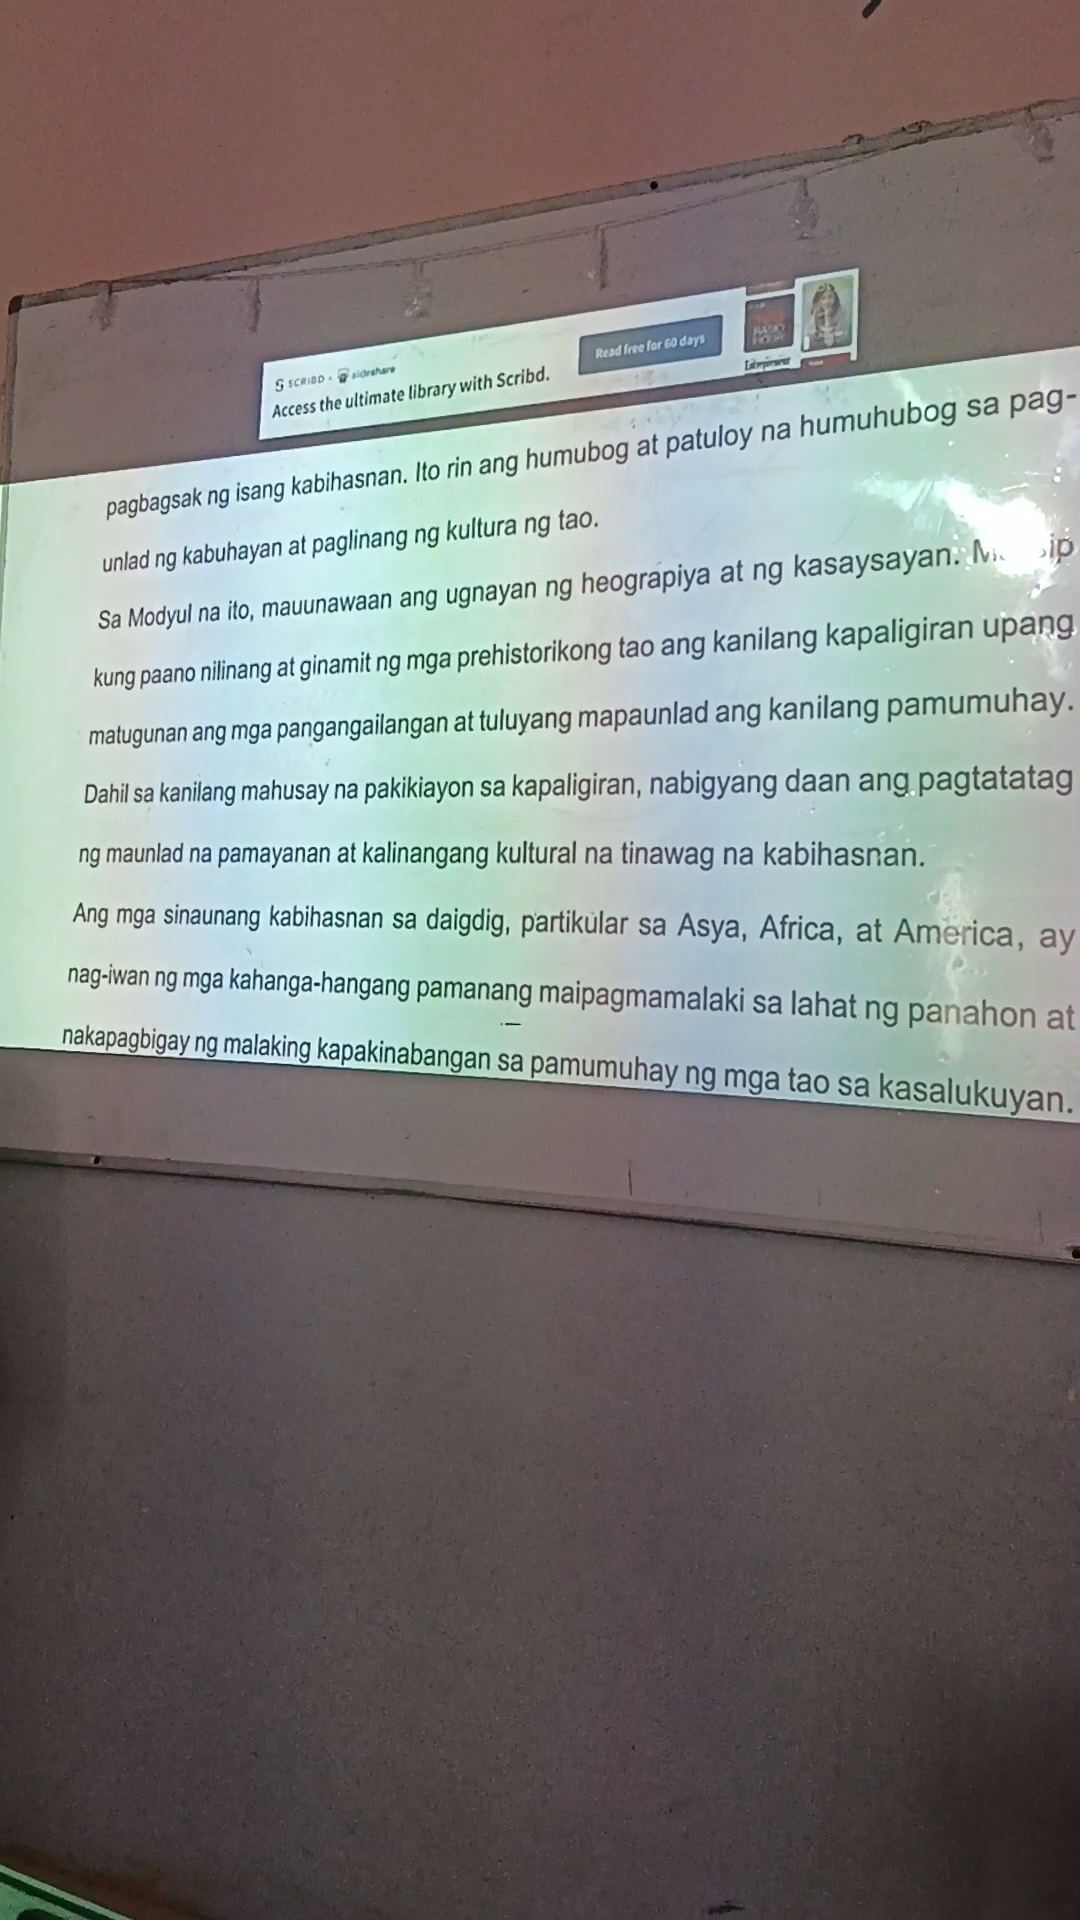 SCRIBD · slideshare
Access the ultimate library with Scribd.
Read free for 60 days
RADIO
HOUR
Entrepreneur
pagbagsak ng isang kabihasnan. Ito rin ang humubog at patuloy na humuhubog sa pag-
unlad ng kabuhayan at paglinang ng kultura ng tao.
Sa Modyul na ito, mauunawaan ang ugnayan ng heograpiya at ng kasaysayan.
kung paano nilinang at ginamit ng mga prehistorikong tao ang kanilang kapaligiran upang
matugunan ang mga pangangailangan at tuluyang mapaunlad ang kanilang pamumuhay.
Dahil sa kanilang mahusay na pakikiayon sa kapaligiran, nabigyang daan ang pagtatatag
ng maunlad na pamayanan at kalinangang kultural na tinawag na kabihasnan.
Ang mga sinaunang kabihasnan sa daigdig, partikular sa Asya, Africa, at America, ay
nag-iwan ng mga kahanga-hangang pamanang maipagmamalaki sa lahat ng panahon at
nakapagbigay ng malaking kapakinabangan sa pamumuhay ng mga tao sa kasalukuyan.